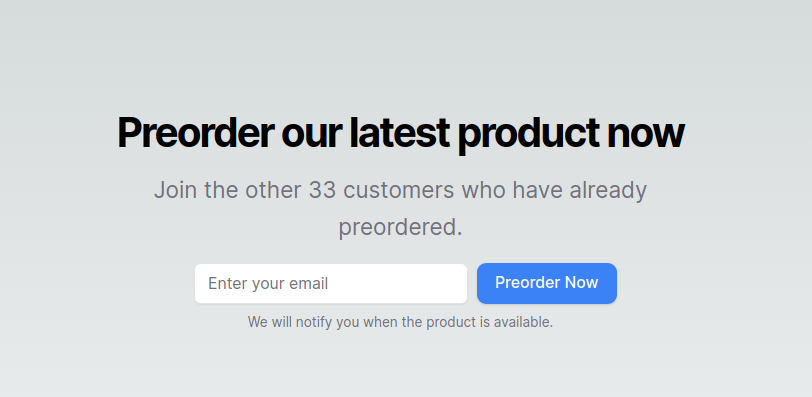 Preorder our latest product now
Join the other 33 customers who have already
preordered.
Enter your email
Preorder Now
We will notify you when the product is available.